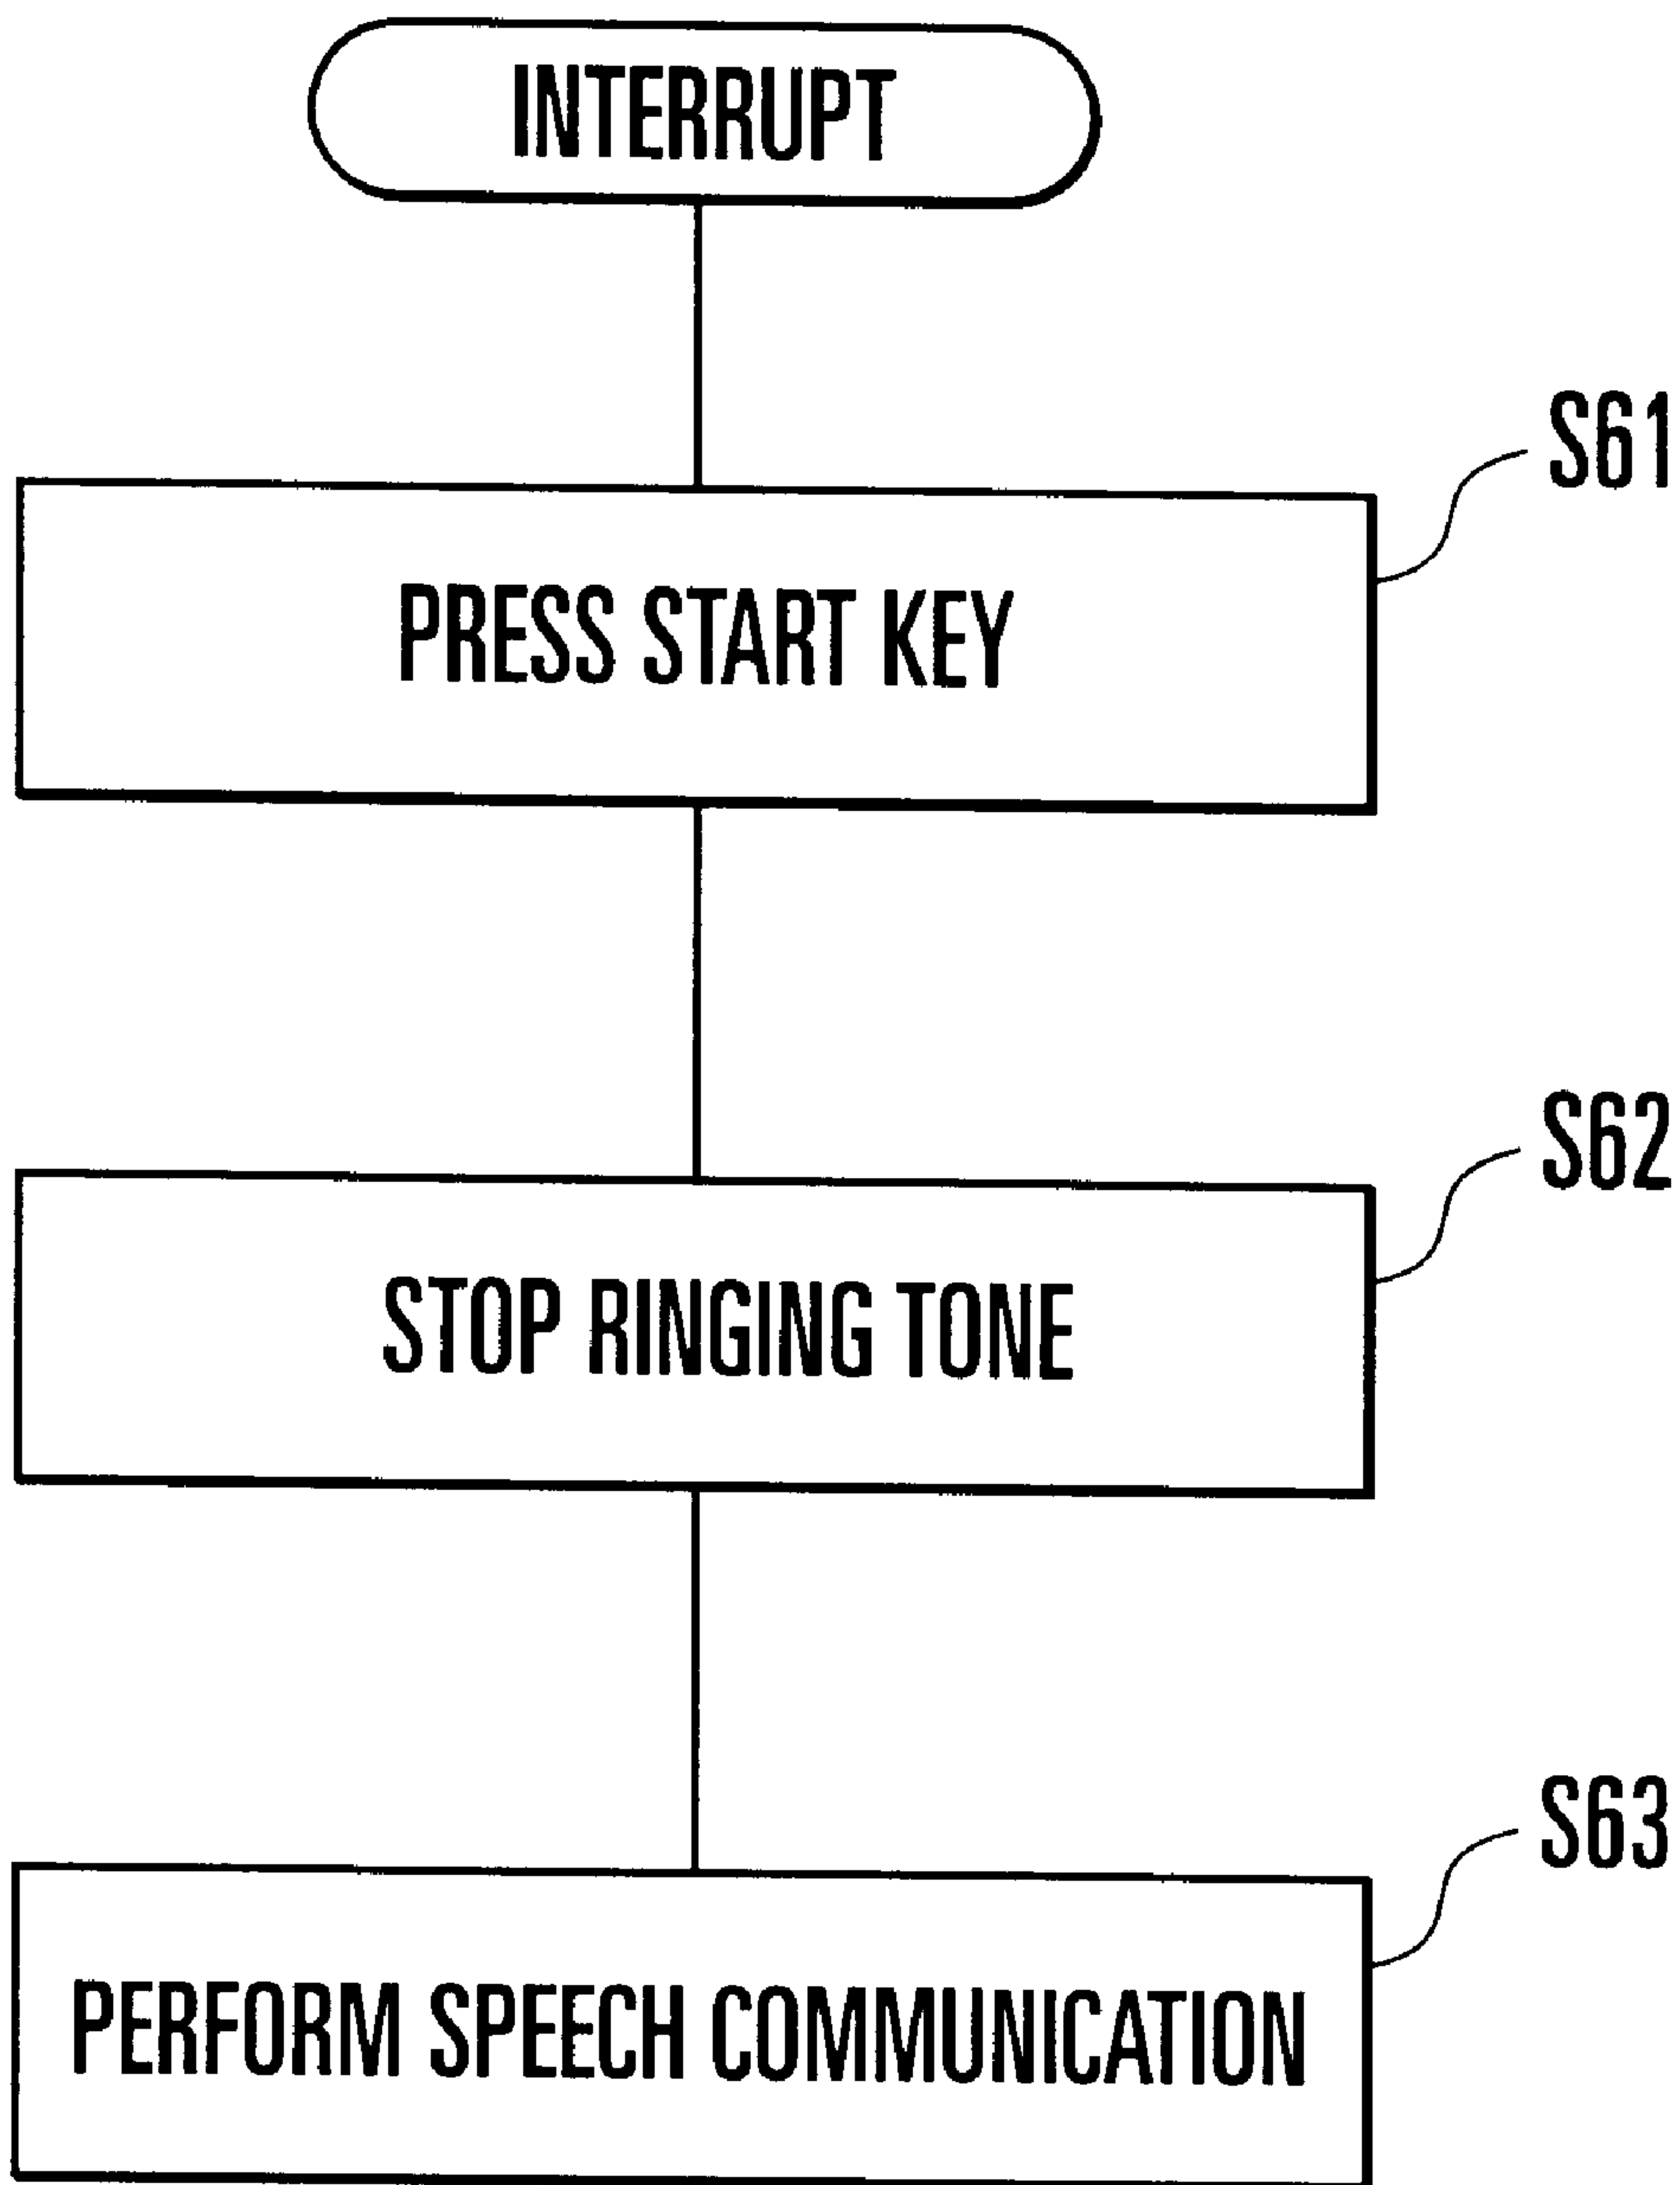 INTERRUPT
S61
PRESS START KEY
S62
STOP RINGING TONE
S63
PERFORM SPEECH COMMUNICATION